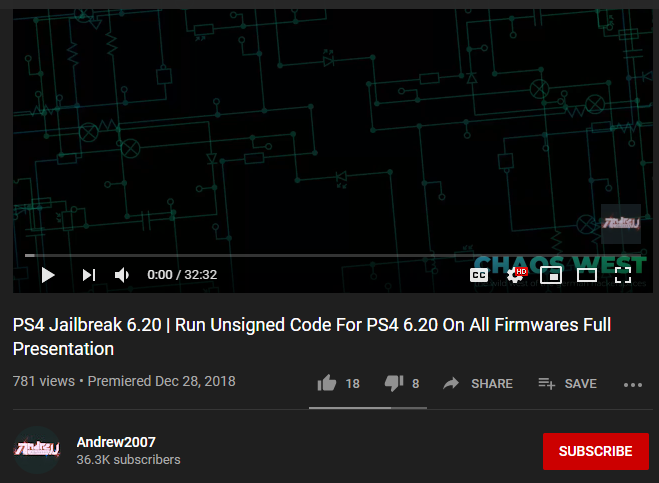 CC
HD
0:00 / 32:32
CHAOS WEST
PS4 Jailbreak 6.20 | Run Unsigned Code For PS4 6.20 On All Firmwares Full
Presentation
781 views • Premiered Dec 28, 2018
18
8
SHARE
SAVE
Andrew2007
36.3K subscribers
SUBSCRIBE